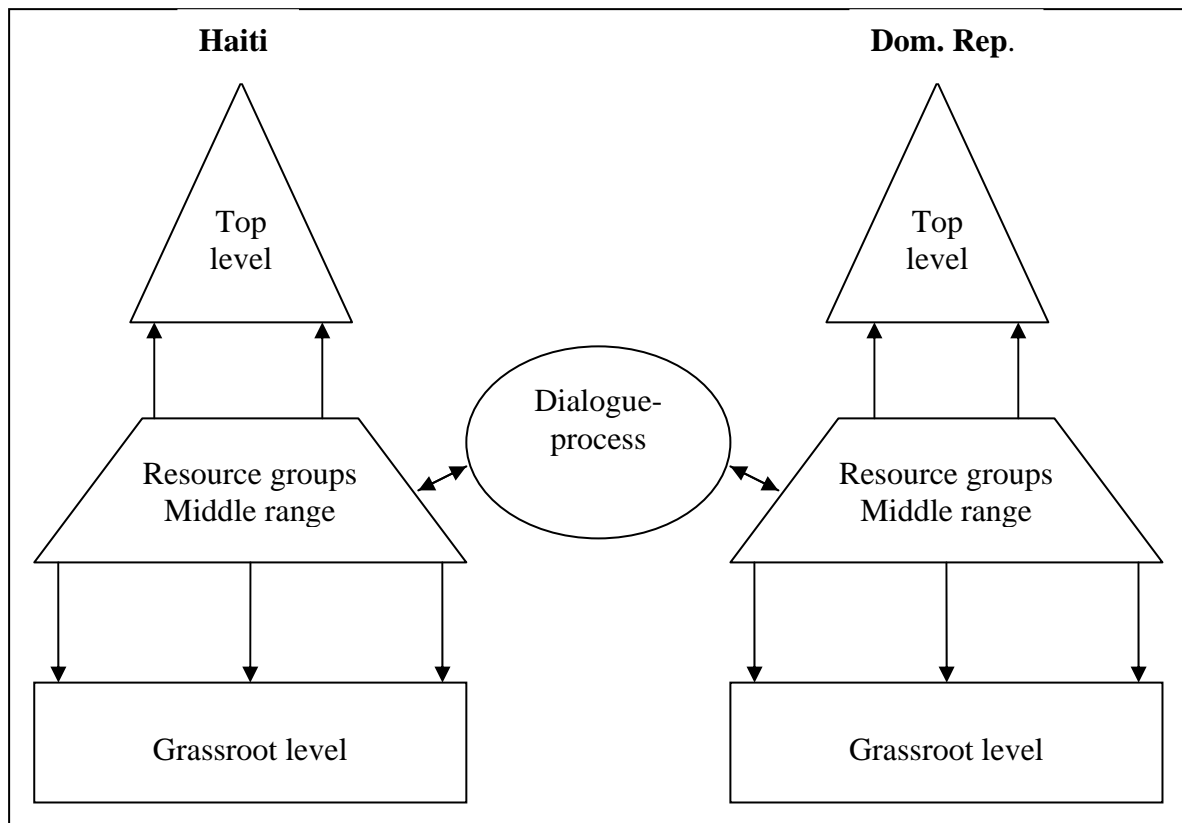 Haiti
Dom. Rep.
Top
level
Top
level
Dialogue-
process
Resource groups
Middle range
Resource groups
Middle range
Grassroot level
Grassroot level